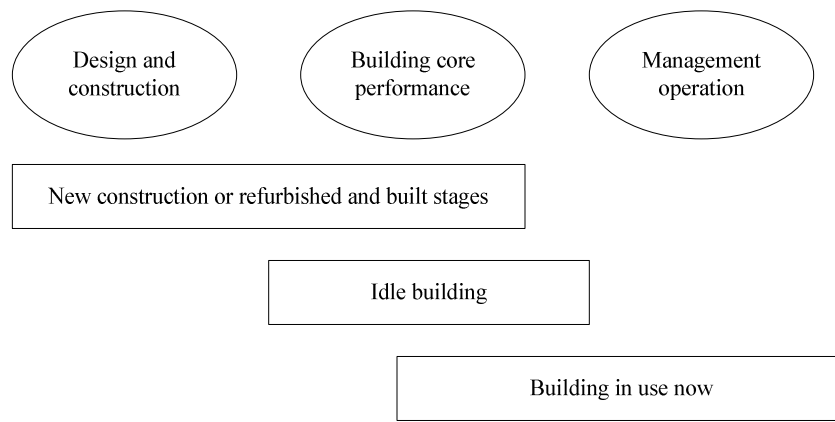 Design and
construction
Building core
performance
Management
operation
New construction or refurbished and built stages
Idle building
Building in use now